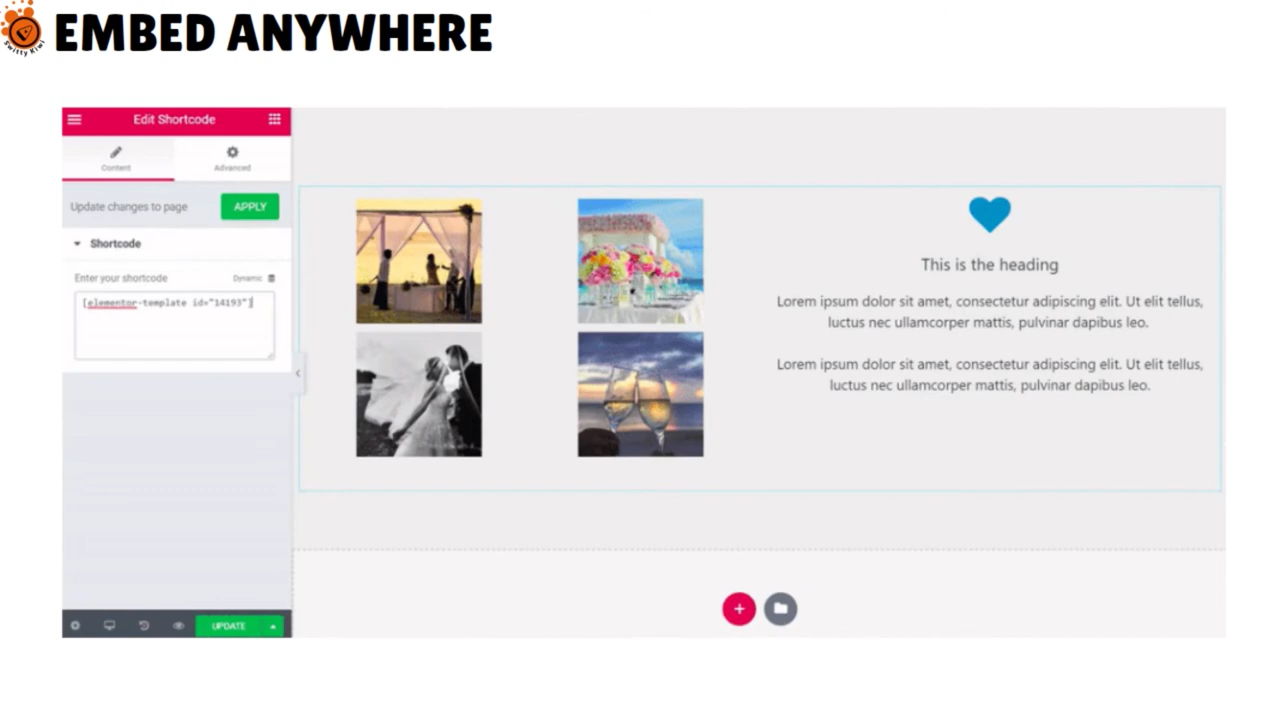 Switty Kiwi
EMBED ANYWHERE
Edit Shortcode
Content
Advanced
Update changes to page
APPLY
Shortcode
Enter your shortcode
Dynamic
[elementor-template id="14193"]
UPDATE
This is the heading
Lorem ipsum dolor sit amet, consectetur adipiscing elit. Ut elit tellus,
luctus nec ullamcorper mattis, pulvinar dapibus leo.
Lorem ipsum dolor sit amet, consectetur adipiscing elit. Ut elit tellus,
luctus nec ullamcorper mattis, pulvinar dapibus leo.